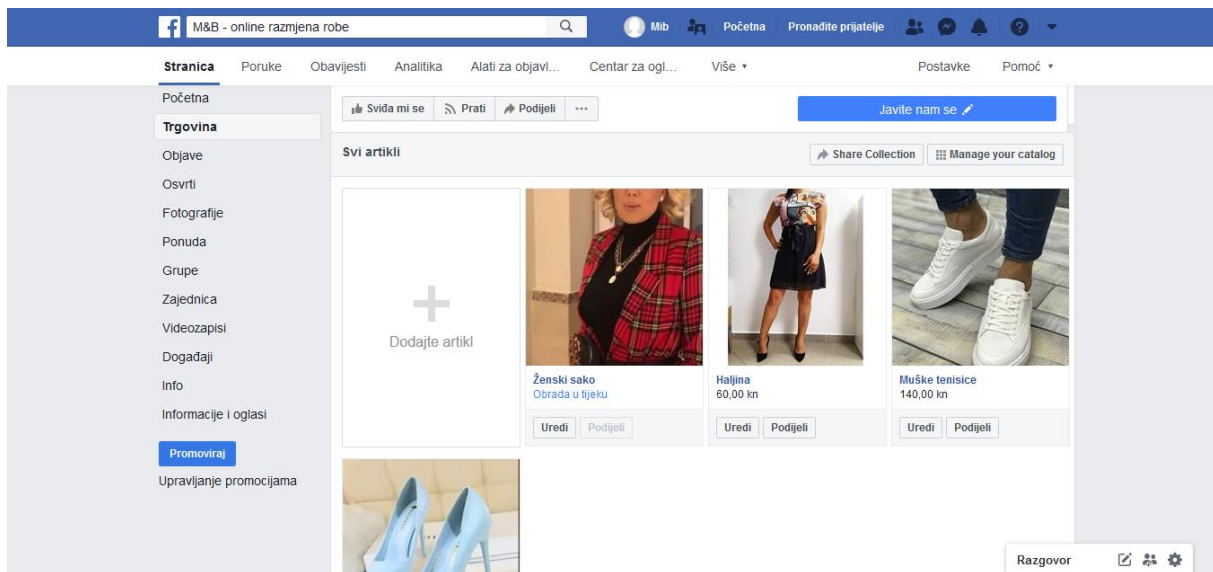 M&B - online razmjena robe
Mib
Početna
Pronađite prijatelje
Stranica
Poruke
Obavijesti
Analitika
Alati za objavl...
Centar za ogl...
Više
Postavke
Pomoć
Početna
Trgovina
Objave
Osvrti
Fotografije
Ponuda
Grupe
Zajednica
Videozapisi
Događaji
Info
Informacije i oglasi
Promoviraj
Upravljanje promocijama
Sviđa mi se
Prati
Podijeli
Javite nam se
Svi artikli
Share Collection
Manage your catalog
Dodajte artikl
Ženski sako
Obrada u tijeku
Uredi
Podijeli
Haljina
60,00 kn
Uredi
Podijeli
Muške tenisice
140,00 kn
Uredi
Podijeli
Razgovor